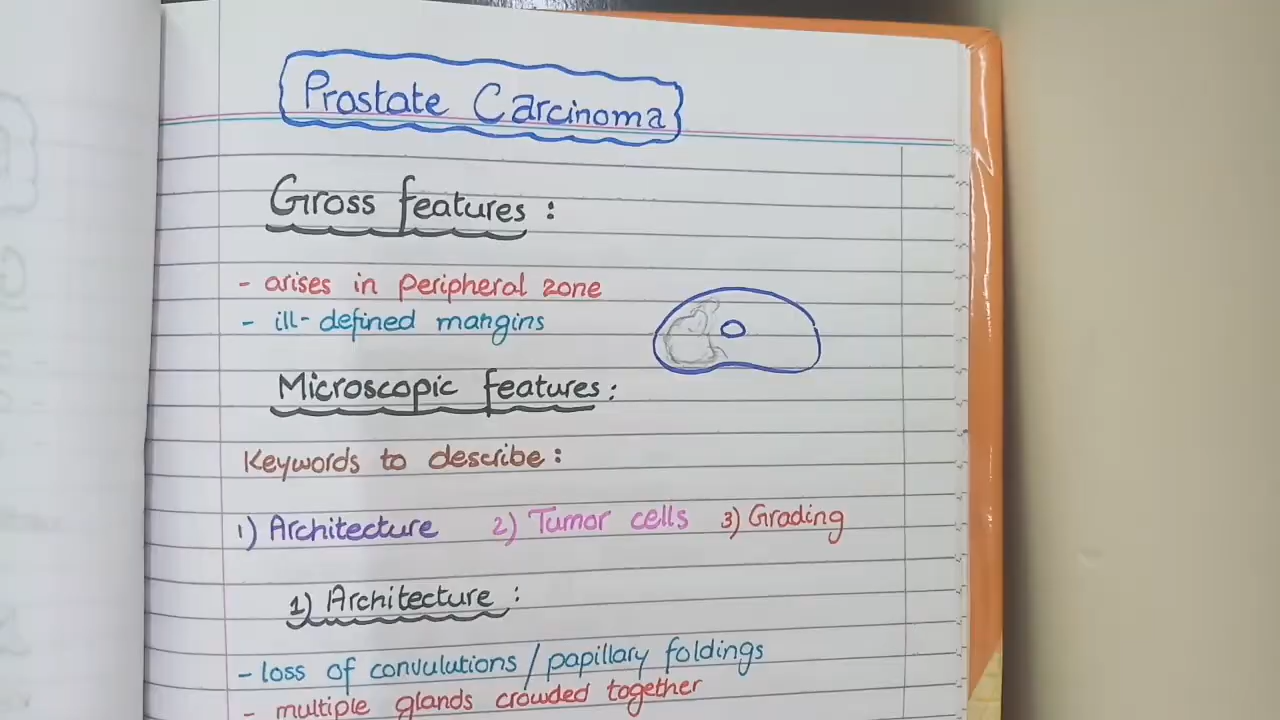 Prostate Carcinoma
Gross features :
- arises in peripheral zone
- ill-defined margins
Microscopic features :
Keywords to describe :
1) Architecture 2) Tumor cells 3) Grading
1) Architecture :
- loss of convulutions / papillary foldings
- multiple glands crowded together